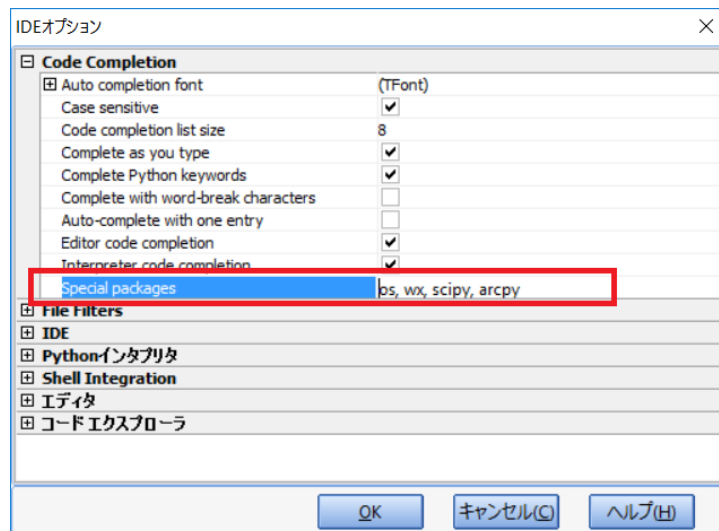 IDEオプション
Code Completion
Auto completion font (TFont)
Case sensitive
Code completion list size 8
Complete as you type
Complete Python keywords
Complete with word-break characters
Auto-complete with one entry
Editor code completion
Interpreter code completion
Special packages os, wx, scipy, arcpy
File Filters
IDE
Pythonインタプリタ
Shell Integration
エディタ
コード エクスプローラ
OK キャンセル(C) ヘルプ(H)